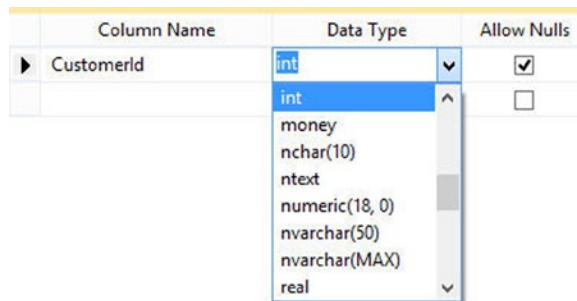 Column Name Data Type Allow Nulls
CustomerId int
int
money
nchar(10)
ntext
numeric(18, 0)
nvarchar(50)
nvarchar(MAX)
real